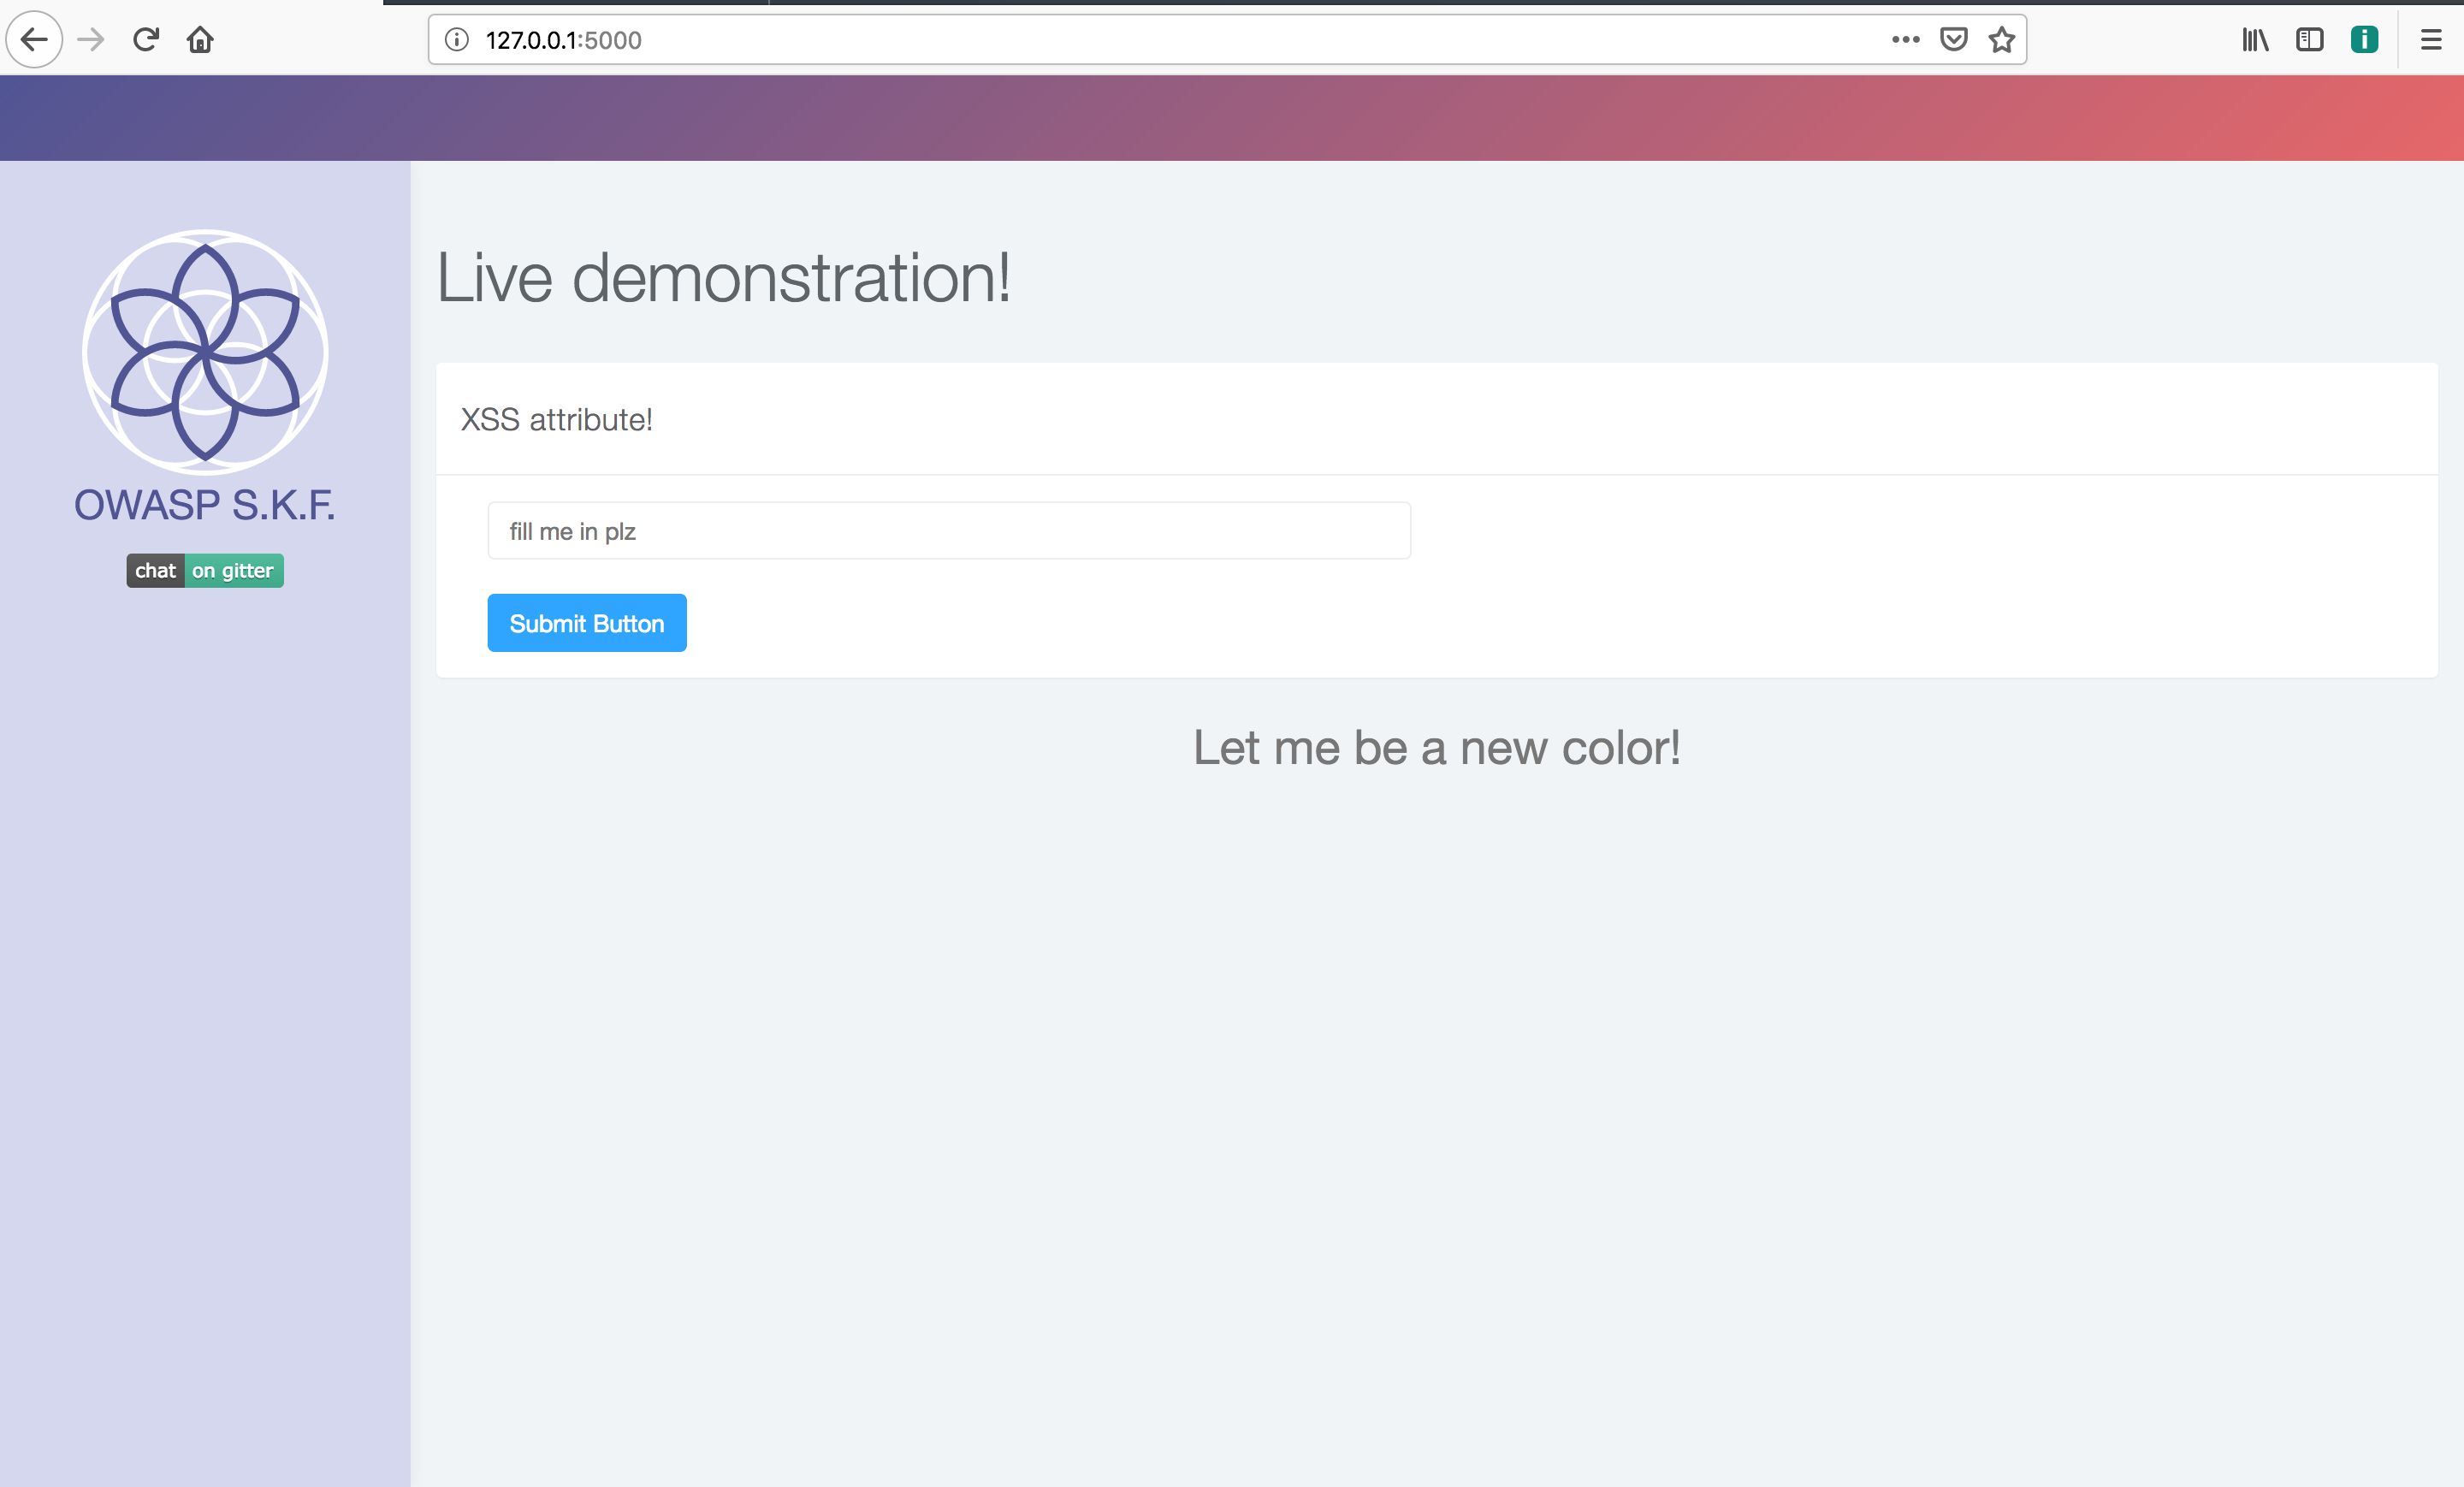 127.0.0.1:5000
OWASP S.K.F.
chat on gitter
Live demonstration!
XSS attribute!
fill me in plz
Submit Button
Let me be a new color!